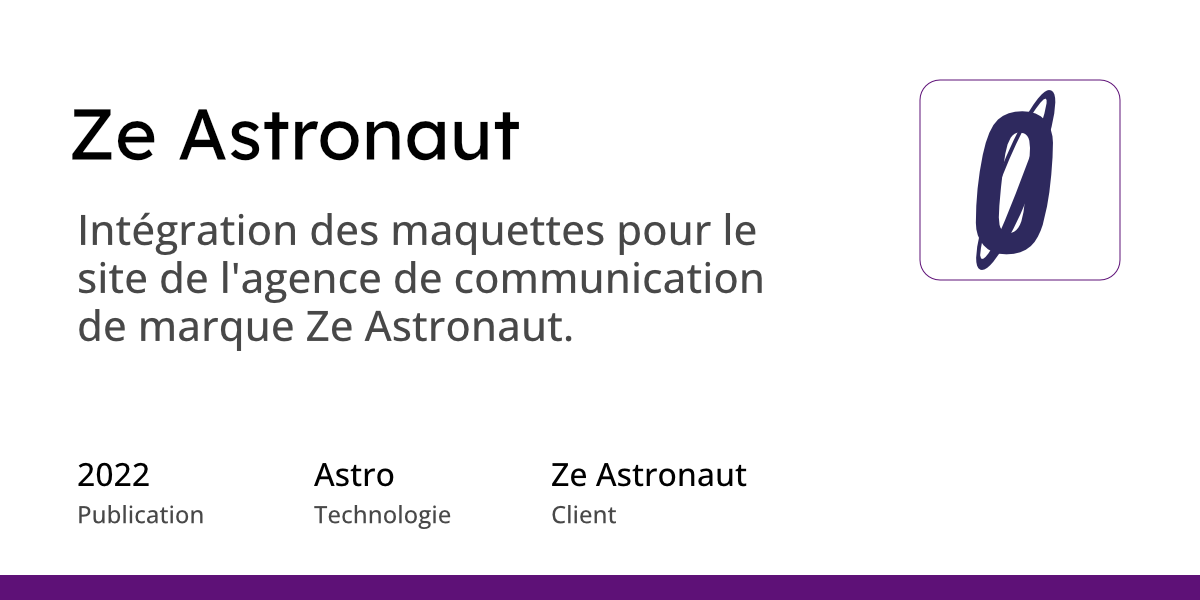 Ze Astronaut
Intégration des maquettes pour le
site de l'agence de communication
de marque Ze Astronaut.
2022
Publication
Astro
Technologie
Ze Astronaut
Client